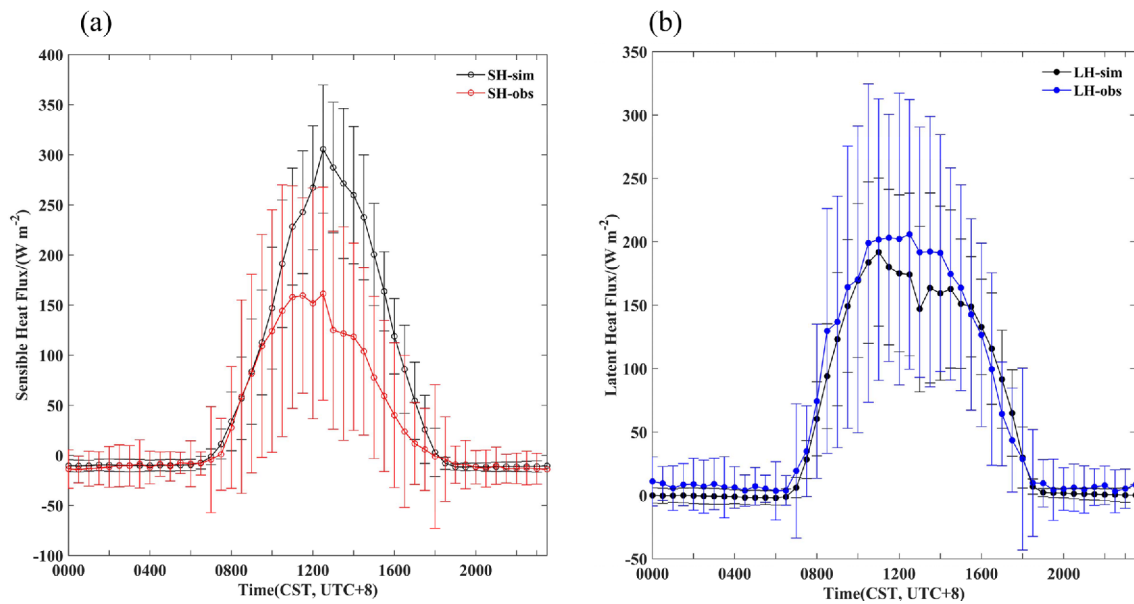 (a)
400
350
300
250
200
150
100
50
0
-50
-100
Sensible Heat Flux/(W m-2)
SH-sim
SH-obs
0000 0400 0800 1200 1600 2000
Time(CST, UTC+8)
(b)
350
300
250
200
150
100
50
0
-50
Latent Heat Flux/(W m-2)
LH-sim
LH-obs
0000 0400 0800 1200 1600 2000
Time(CST, UTC+8)